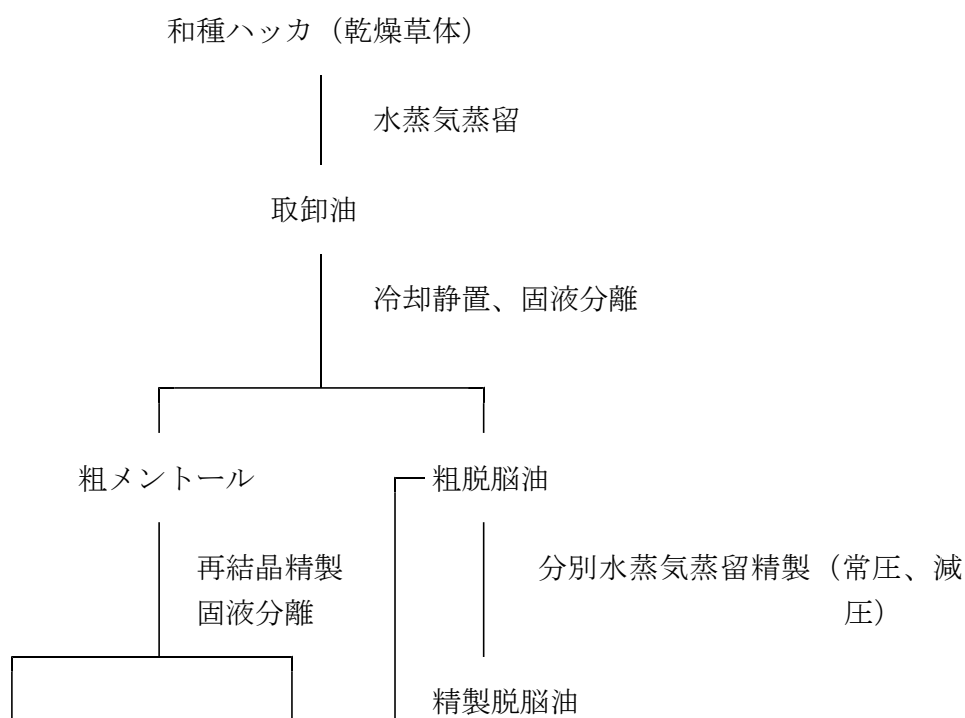 和種ハッカ（乾燥草体）
水蒸気蒸留
取卸油
冷却静置、固液分離
粗メントール
粗脱脳油
再結晶精製
固液分離
分別水蒸気蒸留精製（常圧、減
圧）
精製脱脳油